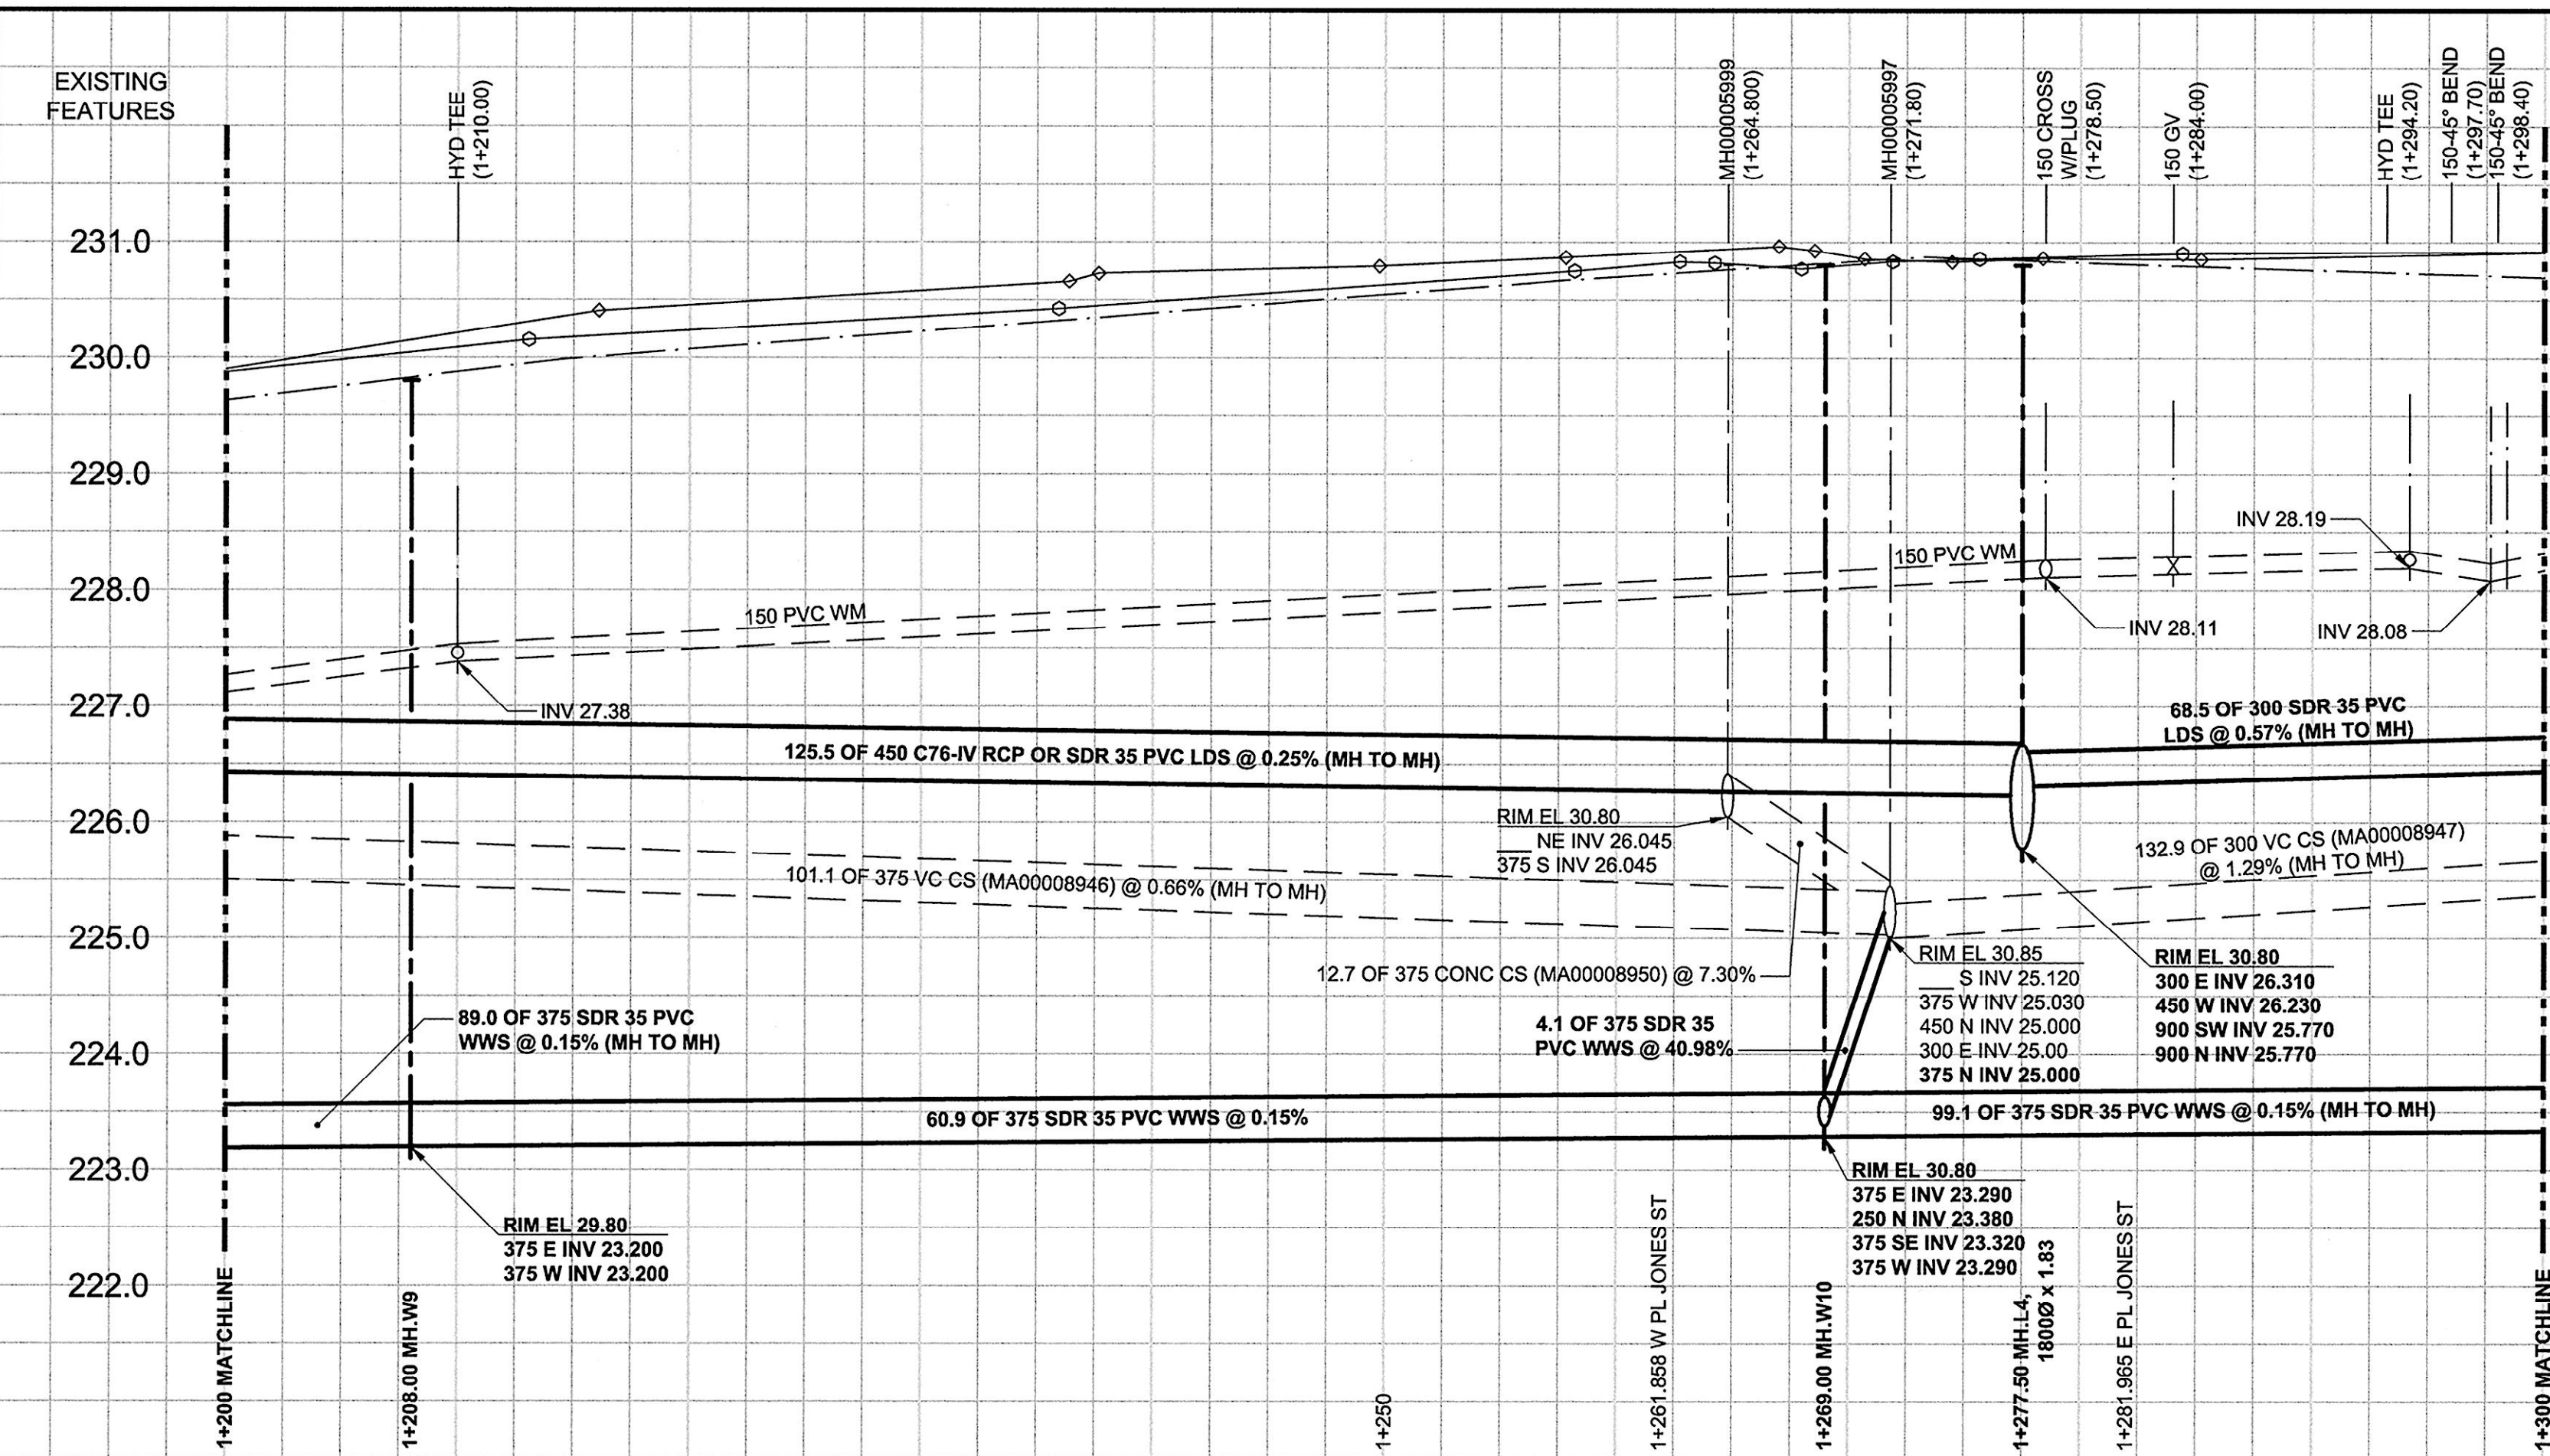 EXISTING
FEATURES
HYD TEE
(1+210.00)
MH00005999
(1+264.800)
MH00005997
(1+271.80)
150 CROSS
W/PLUG
(1+278.50)
150 GV
(1+284.00)
HYD TEE
(1+294.20)
150-45° BEND
(1+297.70)
150-45° BEND
(1+298.40)
231.0
230.0
229.0
228.0
227.0
226.0
225.0
224.0
223.0
222.0
INV 28.19
150 PVC WM
150 PVC WM
INV 28.11
INV 28.08
INV 27.38
68.5 OF 300 SDR 35 PVC
LDS @ 0.57% (MH TO MH)
125.5 OF 450 C76-IV RCP OR SDR 35 PVC LDS @ 0.25% (MH TO MH)
RIM EL 30.80
___ NE INV 26.045
375 S INV 26.045
132.9 OF 300 VC CS (MA00008947)
@ 1.29% (MH TO MH)
101.1 OF 375 VC CS (MA00008946) @ 0.66% (MH TO MH)
12.7 OF 375 CONC CS (MA00008950) @ 7.30%
RIM EL 30.85
___ S INV 25.120
375 W INV 25.030
450 N INV 25.000
300 E INV 25.00
375 N INV 25.000
RIM EL 30.80
300 E INV 26.310
450 W INV 26.230
900 SW INV 25.770
900 N INV 25.770
89.0 OF 375 SDR 35 PVC
WWS @ 0.15% (MH TO MH)
4.1 OF 375 SDR 35
PVC WWS @ 40.98%
60.9 OF 375 SDR 35 PVC WWS @ 0.15%
99.1 OF 375 SDR 35 PVC WWS @ 0.15% (MH TO MH)
RIM EL 29.80
375 E INV 23.200
375 W INV 23.200
RIM EL 30.80
375 E INV 23.290
250 N INV 23.380
375 SE INV 23.320
375 W INV 23.290
1+200 MATCHLINE
1+208.00 MH.W9
1+250
1+261.858 W PL JONES ST
1+269.00 MH.W10
1+277.50 MH.L4,
1800Ø x 1.83
1+281.965 E PL JONES ST
1+300 MATCHLINE